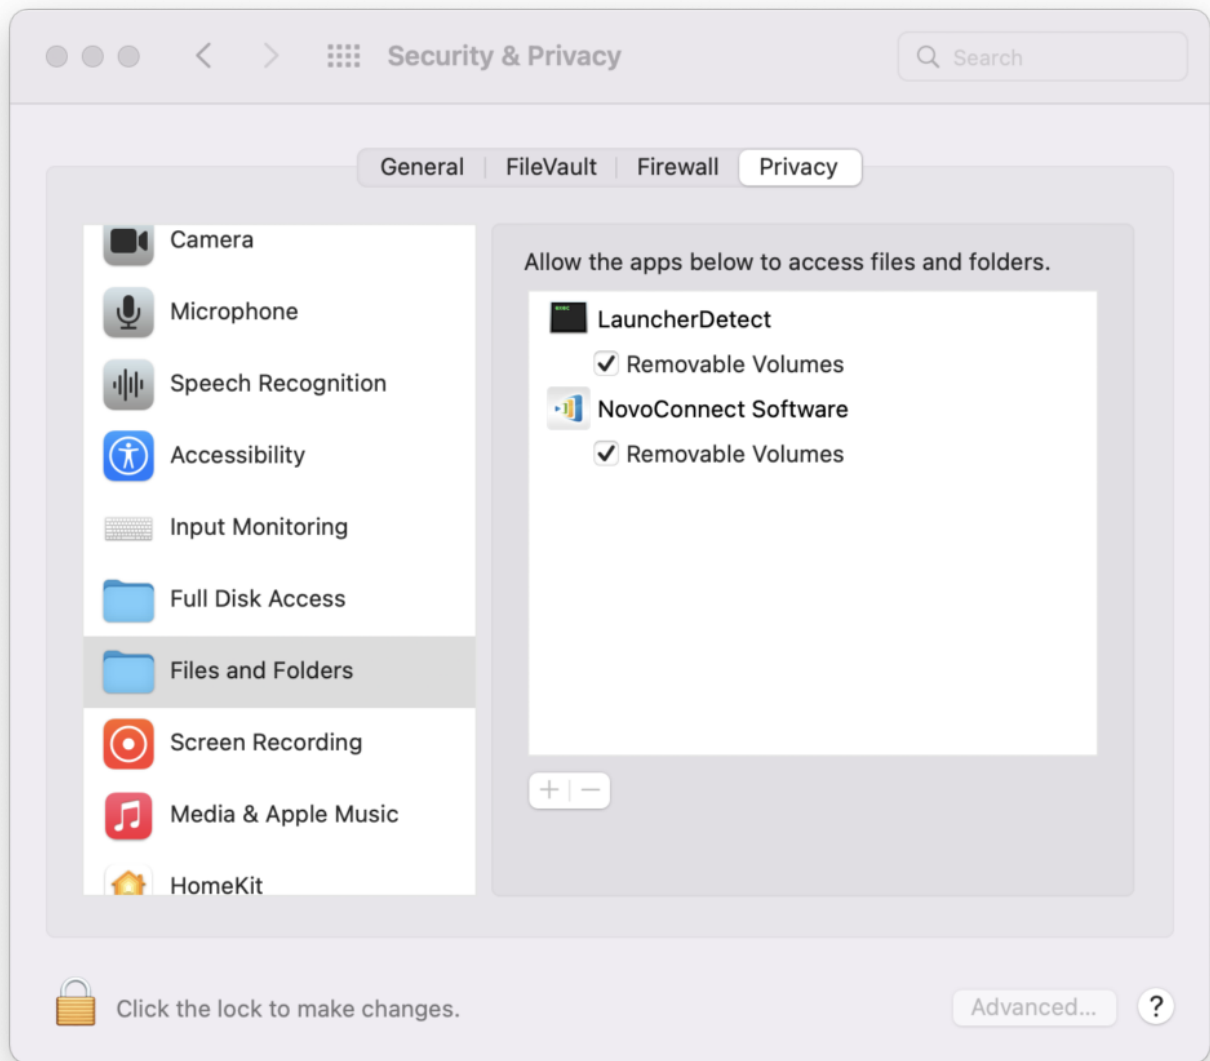 Security & Privacy
Search
General
FileVault
Firewall
Privacy
Camera
Microphone
Speech Recognition
Accessibility
Input Monitoring
Full Disk Access
Files and Folders
Screen Recording
Media & Apple Music
HomeKit
Allow the apps below to access files and folders.
LauncherDetect
Removable Volumes
NovoConnect Software
Removable Volumes
+ −
Click the lock to make changes.
Advanced...
?